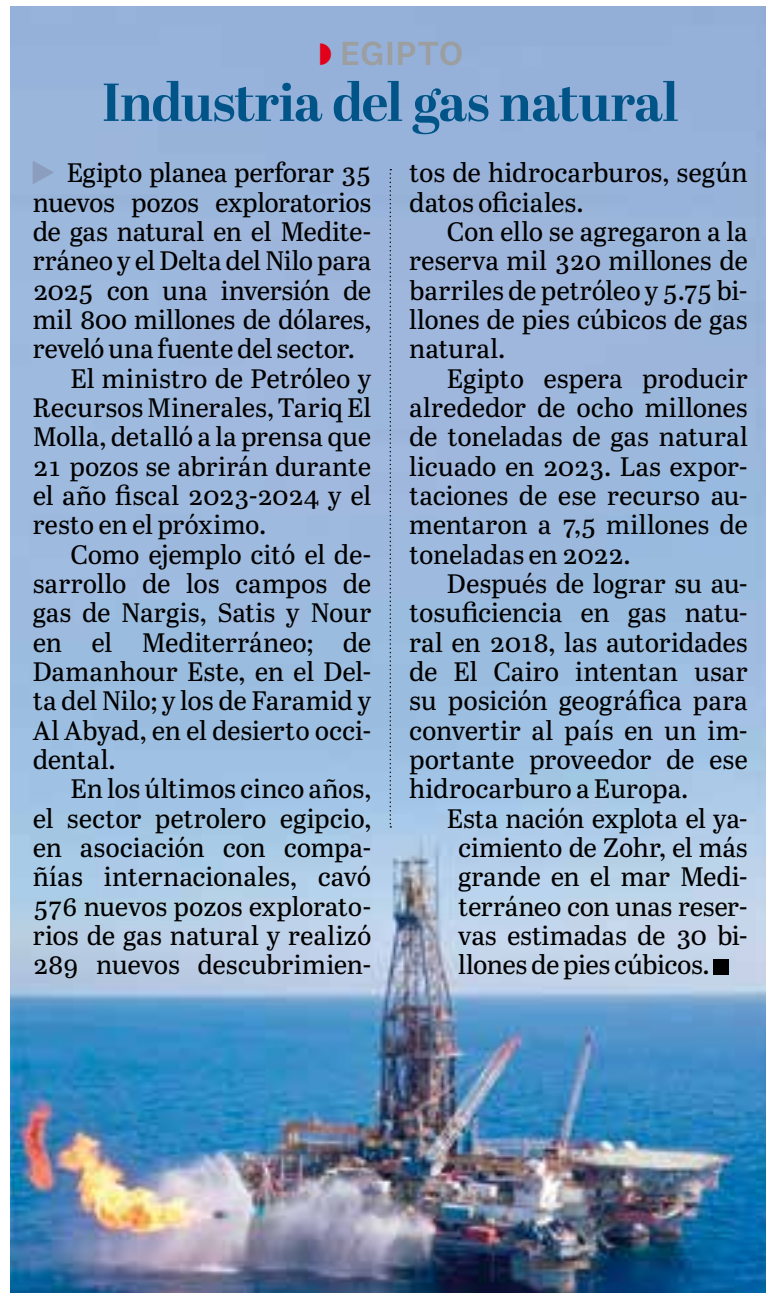 EGIPTO
Industria del gas natural
Egipto planea perforar 35
nuevos pozos exploratorios
de gas natural en el Medite-
rráneo y el Delta del Nilo para
2025 con una inversión de
mil 800 millones de dólares,
reveló una fuente del sector.
El ministro de Petróleo y
Recursos Minerales, Tariq El
Molla, detalló a la prensa que
21 pozos se abrirán durante
el año fiscal 2023-2024 y el
resto en el próximo.
Como ejemplo citó el de-
sarrollo de los campos de
gas de Nargis, Satis y Nour
en el Mediterráneo; de
Damanhour Este, en el Del-
ta del Nilo; y los de Faramid y
Al Abyad, en el desierto occi-
dental.
En los últimos cinco años,
el sector petrolero egipcio,
en asociación con compa-
ñías internacionales, cavó
576 nuevos pozos explorato-
rios de gas natural y realizó
289 nuevos descubrimien-
tos de hidrocarburos, según
datos oficiales.
Con ello se agregaron a la
reserva mil 320 millones de
barriles de petróleo y 5.75 bi-
llones de pies cúbicos de gas
natural.
Egipto espera producir
alrededor de ocho millones
de toneladas de gas natural
licuado en 2023. Las expor-
taciones de ese recurso au-
mentaron a 7,5 millones de
toneladas en 2022.
Después de lograr su au-
tosuficiencia en gas natu-
ral en 2018, las autoridades
de El Cairo intentan usar
su posición geográfica para
convertir al país en un im-
portante proveedor de ese
hidrocarburo a Europa.
Esta nación explota el ya-
cimiento de Zohr, el más
grande en el mar Medi-
terráneo con unas reser-
vas estimadas de 30 bi-
llones de pies cúbicos.